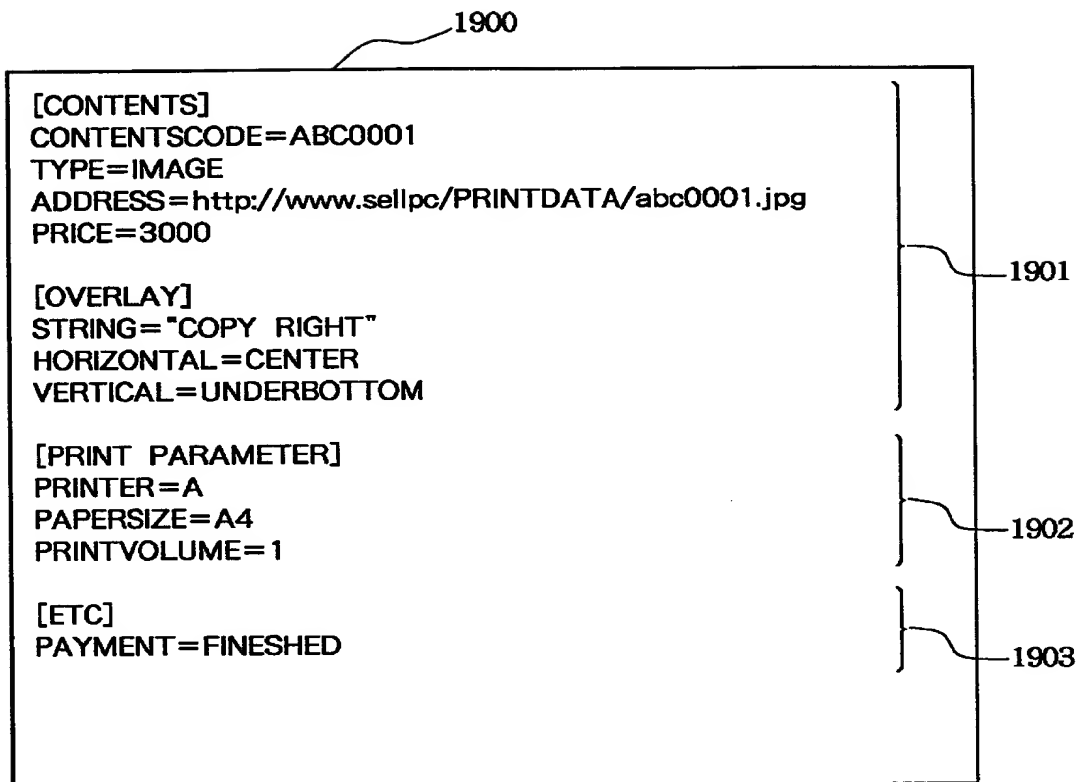 1900
[CONTENTS]
CONTENTSCODE=ABC0001
TYPE=IMAGE
ADDRESS=http://www.sellpc/PRINTDATA/abc0001.jpg
PRICE=3000
1901
[OVERLAY]
STRING="COPY RIGHT"
HORIZONTAL=CENTER
VERTICAL=UNDERBOTTOM
[PRINT PARAMETER]
PRINTER=A
PAPERSIZE=A4
1902
PRINTVOLUME=1
[ETC]
PAYMENT=FINESHED
1903